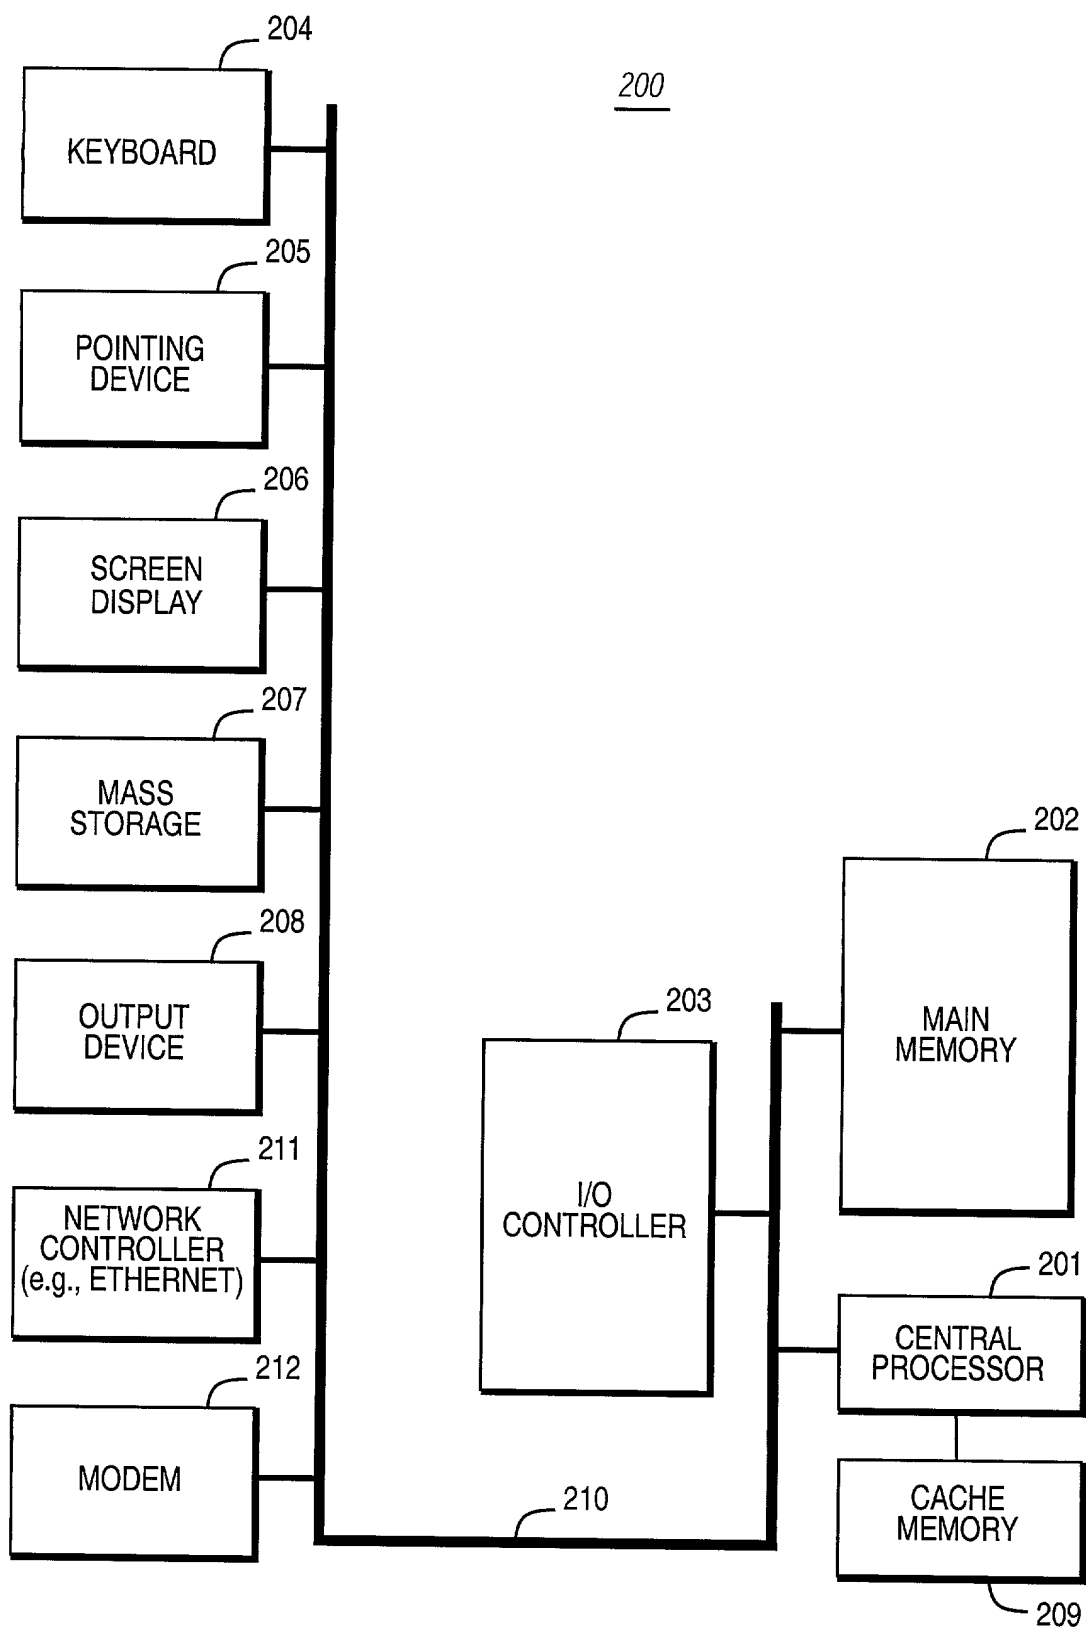 204
200
KEYBOARD
205
POINTING
DEVICE
206
SCREEN
DISPLAY
207
MASS
STORAGE
202
MAIN
MEMORY
208
OUTPUT
DEVICE
203
I/O
CONTROLLER
211
NETWORK
CONTROLLER
(e.g., ETHERNET)
201
CENTRAL
PROCESSOR
212
MODEM
210
CACHE
MEMORY
209